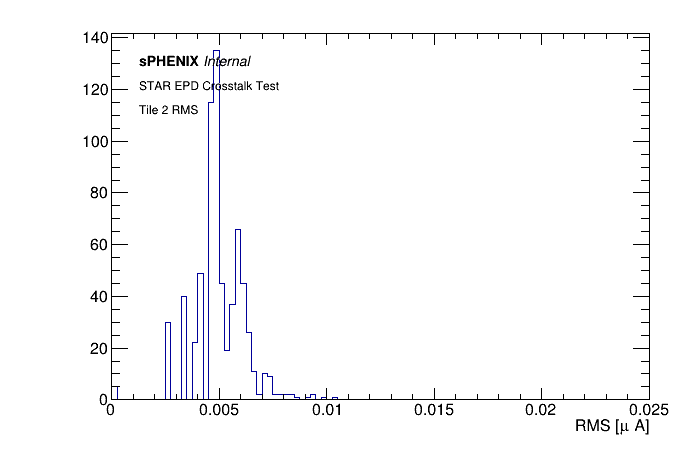 140
120
100
80
60
40
20
0
sPHENIX Internal
STAR EPD Crosstalk Test
Tile 2 RMS
0 0.005 0.01 0.015 0.02 0.025
RMS [μ A]